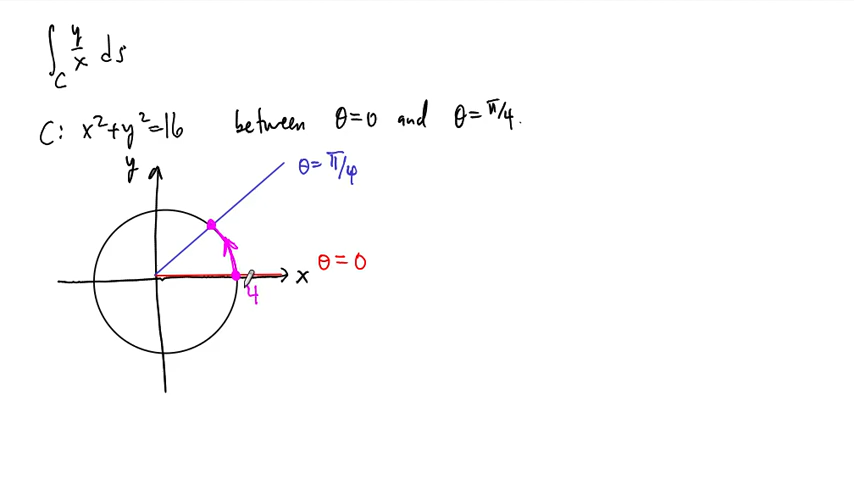 ∫_C y/x ds
C: x²+y²=16 between θ=0 and θ=π/4.
y
θ=π/4
x θ=0
4